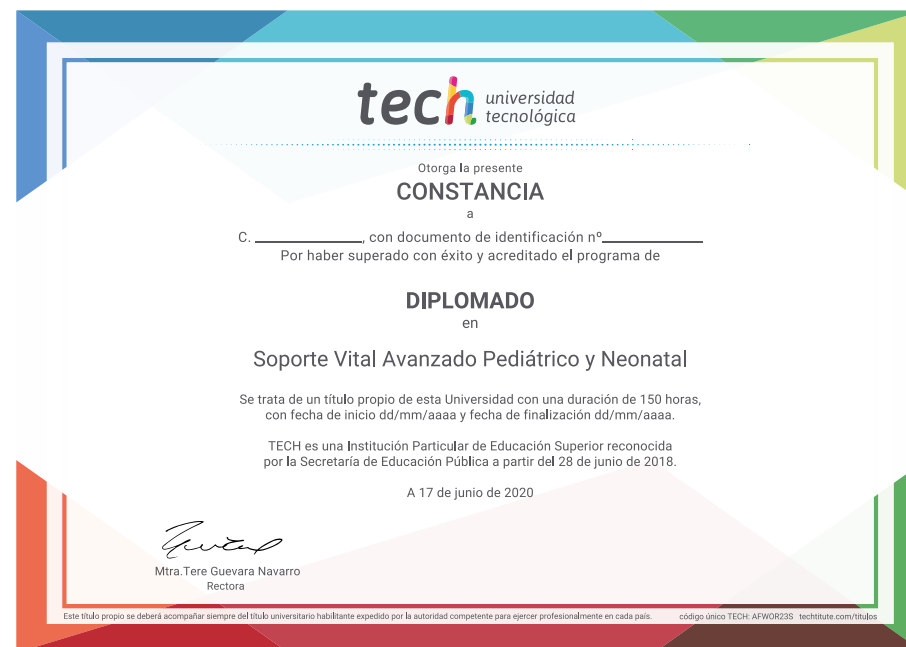 tech universidad
tecnológica
Otorga la presente
CONSTANCIA
a
C. ____________, con documento de identificación nº____________
Por haber superado con éxito y acreditado el programa de
DIPLOMADO
en
Soporte Vital Avanzado Pediátrico y Neonatal
Se trata de un título propio de esta Universidad con una duración de 150 horas,
con fecha de inicio dd/mm/aaaa y fecha de finalización dd/mm/aaaa.
TECH es una Institución Particular de Educación Superior reconocida
por la Secretaría de Educación Pública a partir del 28 de junio de 2018.
A 17 de junio de 2020
Mtra.Tere Guevara Navarro
Rectora
Este título propio se deberá acompañar siempre del título universitario habilitante expedido por la autoridad competente para ejercer profesionalmente en cada país. código único TECH: AFWOR23S techtitute.com/titulos